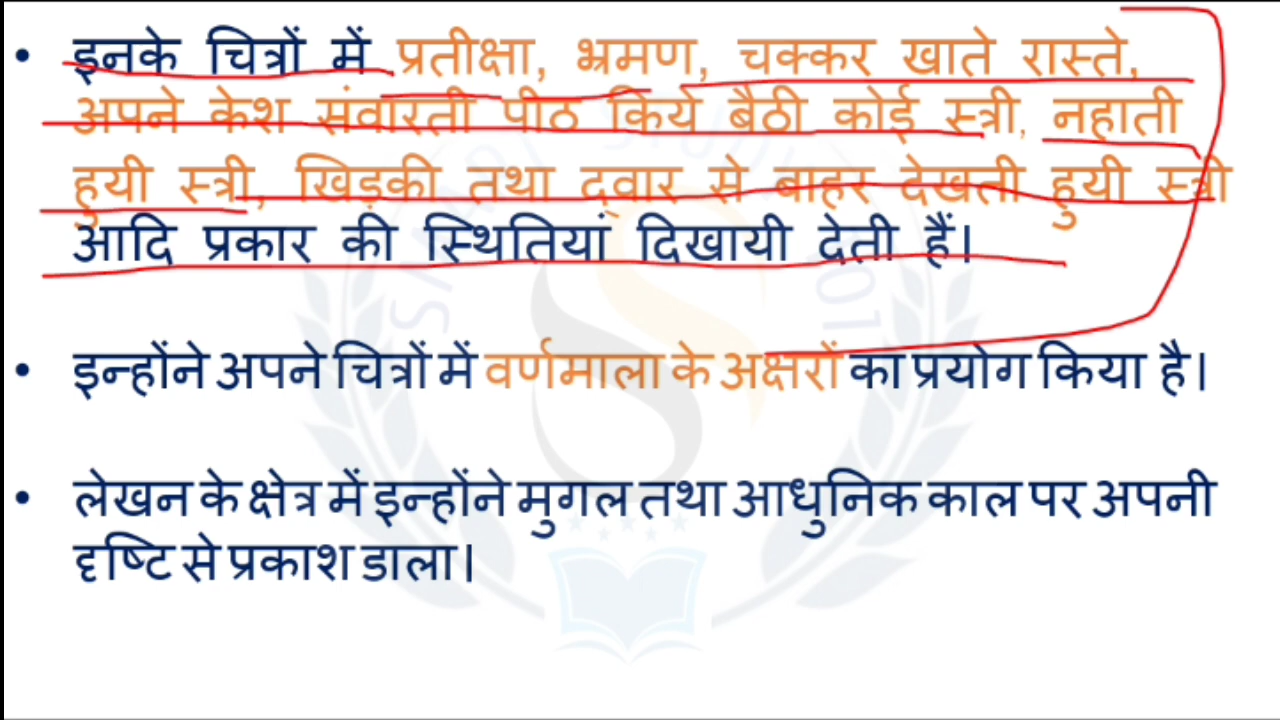 • इनके चित्रों में प्रतीक्षा, भ्रमण, चक्कर खाते रास्ते,
अपने केश संवारती पीठ किये बैठी कोई स्त्री, नहाती
हुयी स्त्री, खिड़की तथा द्वार से बाहर देखती हुयी स्त्री
आदि प्रकार की स्थितियां दिखायी देती हैं।
• इन्होंने अपने चित्रों में वर्णमाला के अक्षरों का प्रयोग किया है।
• लेखन के क्षेत्र में इन्होंने मुगल तथा आधुनिक काल पर अपनी
दृष्टि से प्रकाश डाला।